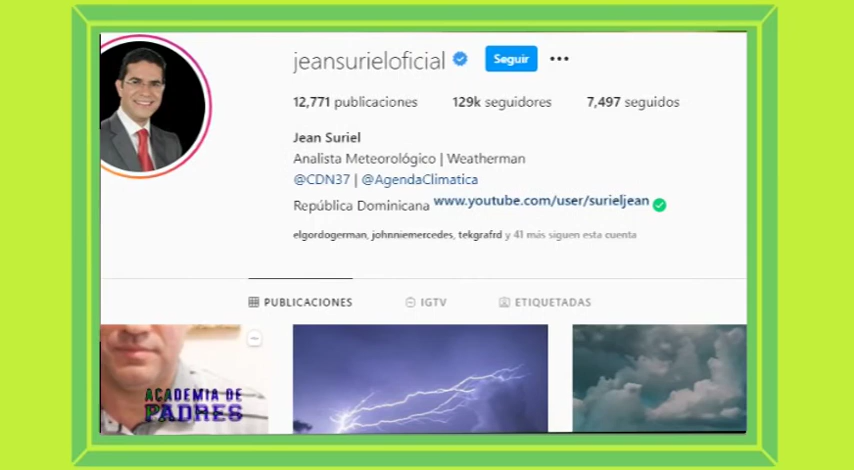 jeansurieloficial Seguir
12,771 publicaciones 129k seguidores 7,497 seguidos
Jean Suriel
Analista Meteorológico | Weatherman
@CDN37 | @AgendaClimatica
República Dominicana www.youtube.com/user/surieljean
elgordogerman, johnniemercedes, tekgrafrd y 41 más siguen esta cuenta
PUBLICACIONES IGTV ETIQUETADAS
ACADEMIA DE
PADRES